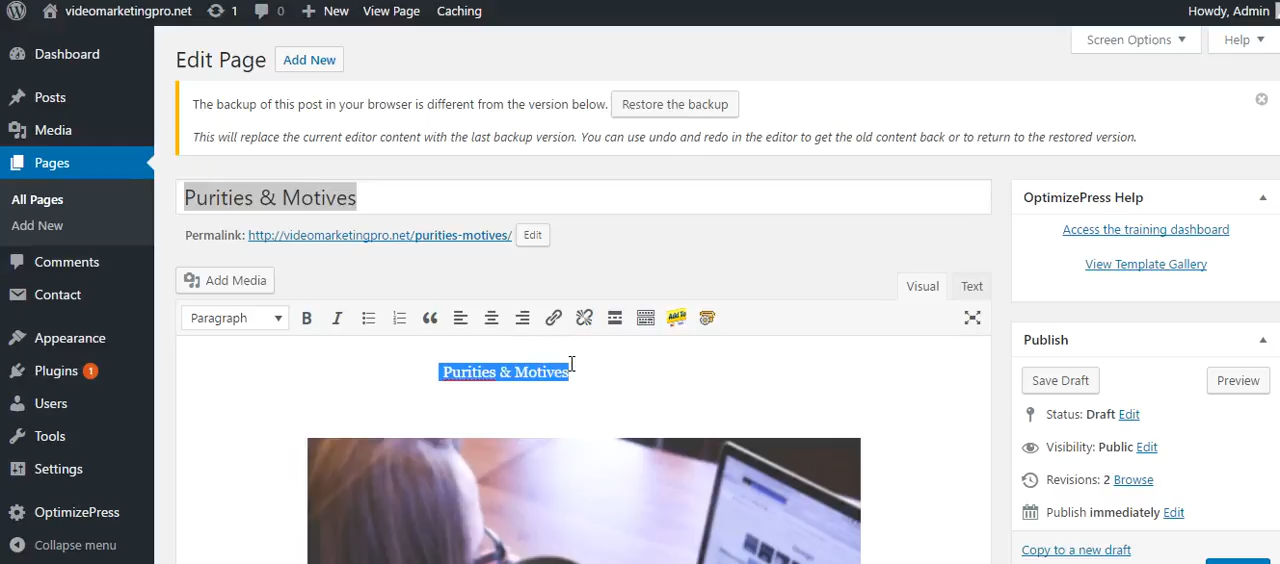 videomarketingpro.net 1 0 New View Page Caching Howdy, Admin
Dashboard
Posts
Media
Pages
All Pages
Add New
Comments
Contact
Appearance
Plugins 1
Users
Tools
Settings
OptimizePress
Collapse menu
Screen Options Help
Edit Page Add New
The backup of this post in your browser is different from the version below. Restore the backup
This will replace the current editor content with the last backup version. You can use undo and redo in the editor to get the old content back or to return to the restored version.
Purities & Motives
Permalink: http://videomarketingpro.net/purities-motives/ Edit
Add Media
Visual Text
Paragraph B I Add To
Purities & Motives
OptimizePress Help
Access the training dashboard
View Template Gallery
Publish
Save Draft Preview
Status: Draft Edit
Visibility: Public Edit
Revisions: 2 Browse
Publish immediately Edit
Copy to a new draft